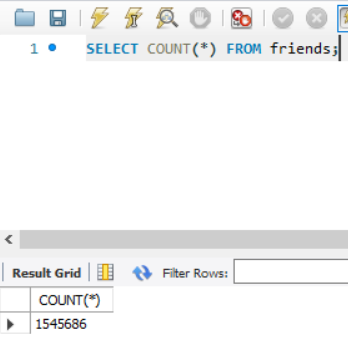 1 SELECT COUNT(*) FROM friends;
Result Grid Filter Rows:
COUNT(*)
1545686